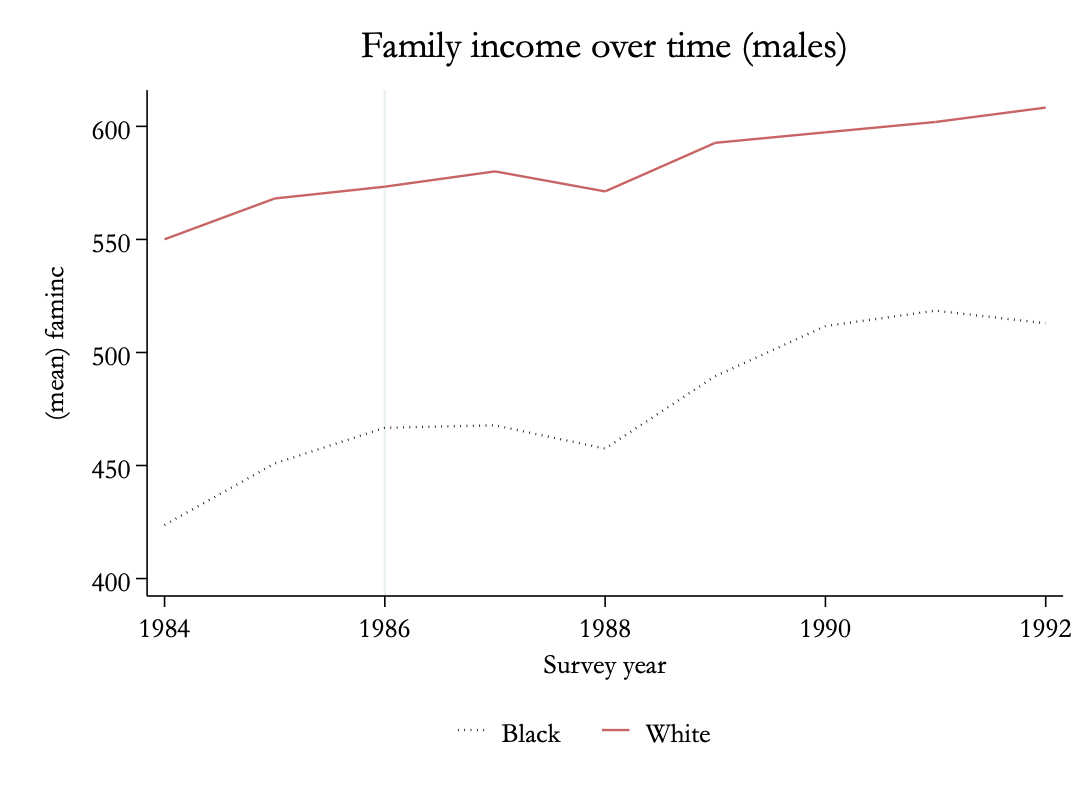 Family income over time (males)
600
550
500
450
400
(mean) faminc
1984 1986 1988 1990 1992
Survey year
Black White